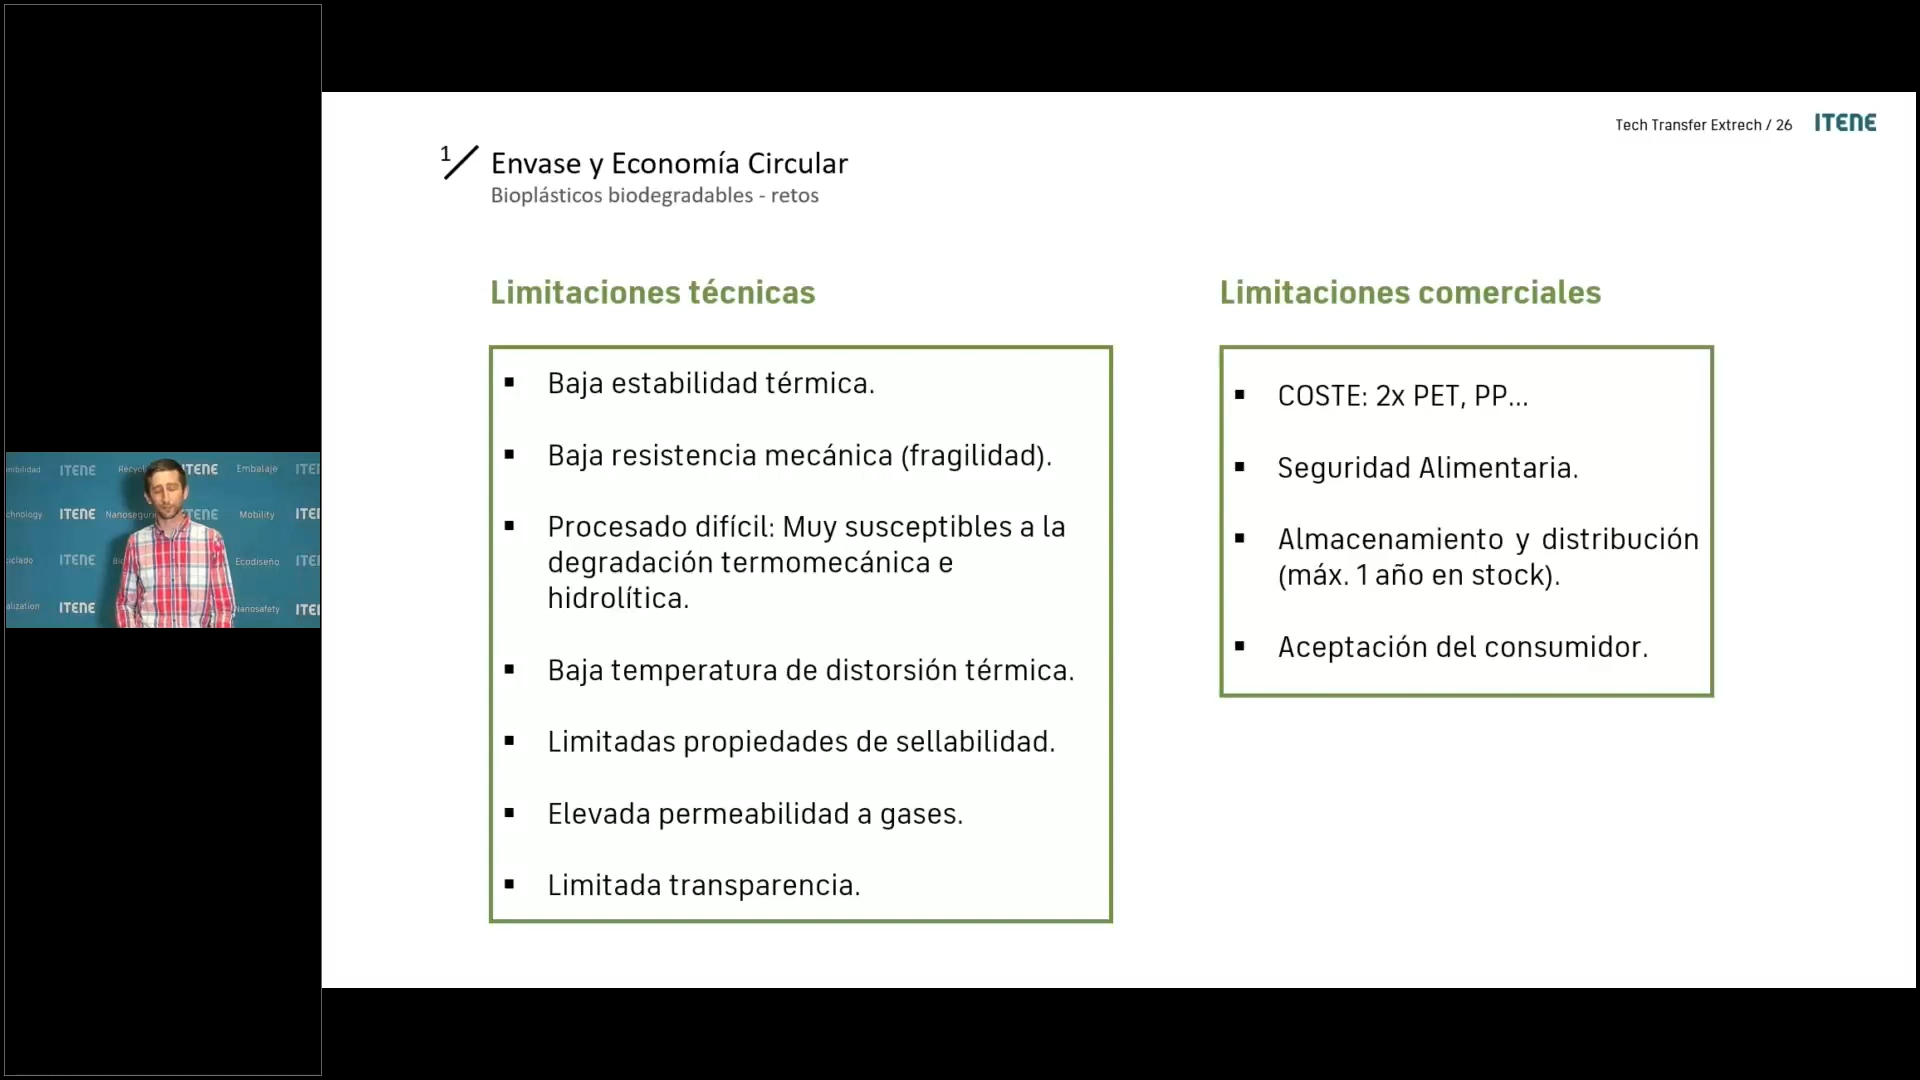 Tech Transfer Extrech / 26 ITENE
1 Envase y Economía Circular
Bioplásticos biodegradables - retos
Limitaciones técnicas
▪ Baja estabilidad térmica.
▪ Baja resistencia mecánica (fragilidad).
▪ Procesado difícil: Muy susceptibles a la
degradación termomecánica e
hidrolítica.
▪ Baja temperatura de distorsión térmica.
▪ Limitadas propiedades de sellabilidad.
▪ Elevada permeabilidad a gases.
▪ Limitada transparencia.
Limitaciones comerciales
▪ COSTE: 2x PET, PP...
▪ Seguridad Alimentaria.
▪ Almacenamiento y distribución
(máx. 1 año en stock).
▪ Aceptación del consumidor.
ITENE ITENE Embalaje
ITENE Mobility
ITENE Ecodiseño
ITENE Nanosafety